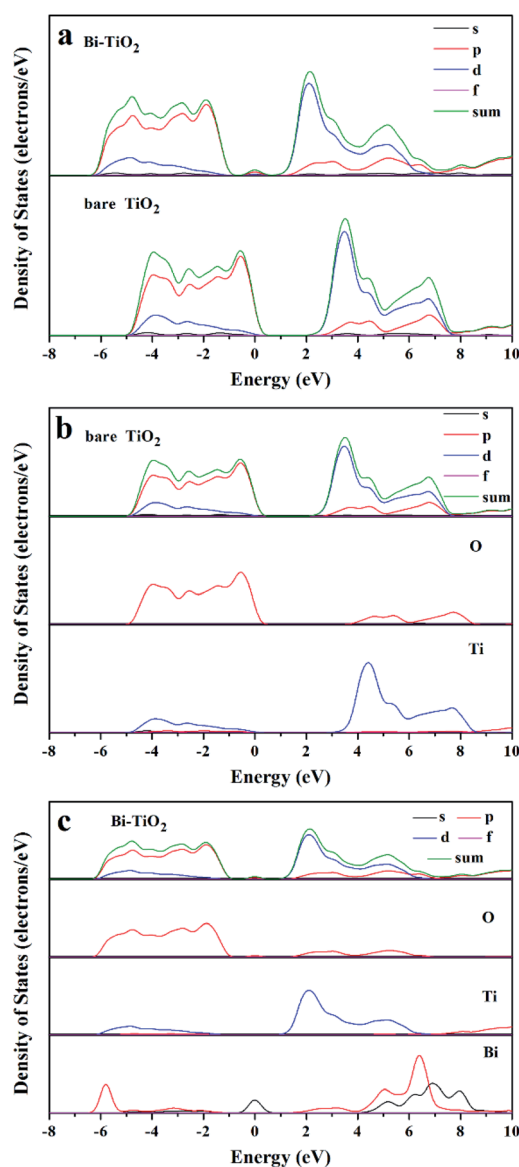 a
Bi-TiO2
s
p
d
f
sum
bare TiO2
Density of States (electrons/eV)
-8 -6 -4 -2 0 2 4 6 8 10
Energy (eV)
b
bare TiO2
s
p
d
f
sum
O
Ti
Density of States (electrons/eV)
-8 -6 -4 -2 0 2 4 6 8 10
Energy (eV)
c
Bi-TiO2
s p
d f
sum
O
Ti
Bi
Density of States (electrons/eV)
-8 -6 -4 -2 0 2 4 6 8 10
Energy (eV)